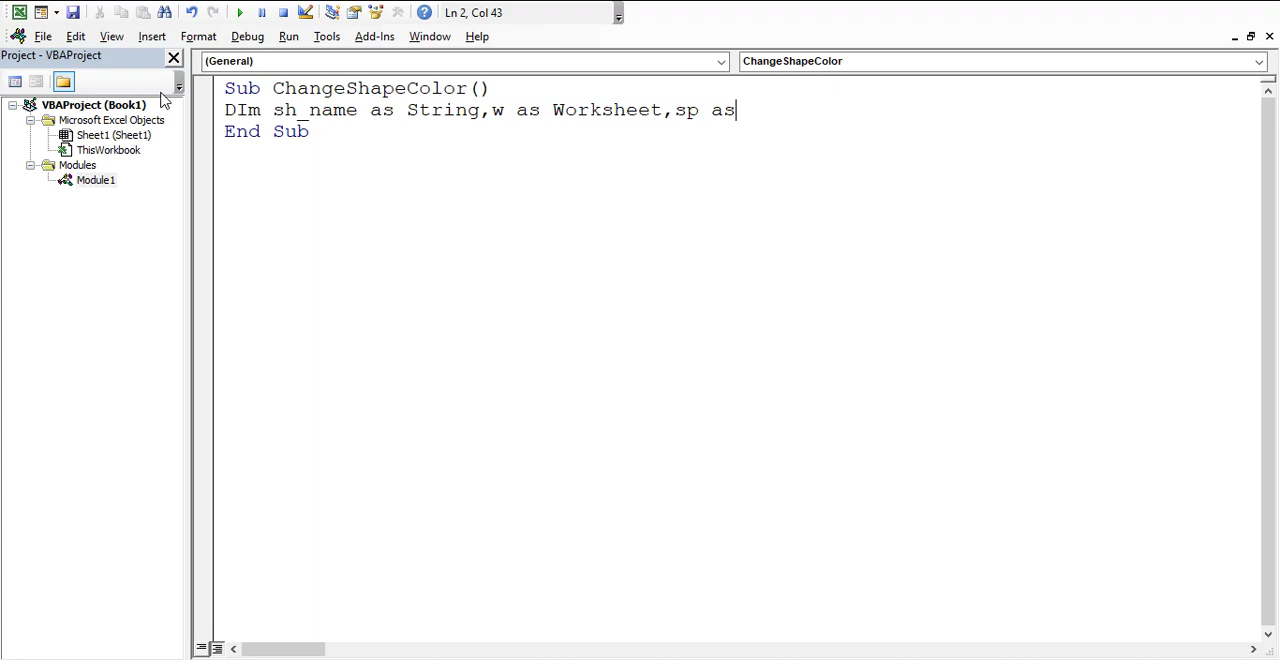 Ln 2, Col 43
File Edit View Insert Format Debug Run Tools Add-Ins Window Help
Project - VBAProject
(General) ChangeShapeColor
VBAProject (Book1)
Microsoft Excel Objects
Sheet1 (Sheet1)
ThisWorkbook
Modules
Module1
Sub ChangeShapeColor()
DIm sh_name as String,w as Worksheet,sp as
End Sub